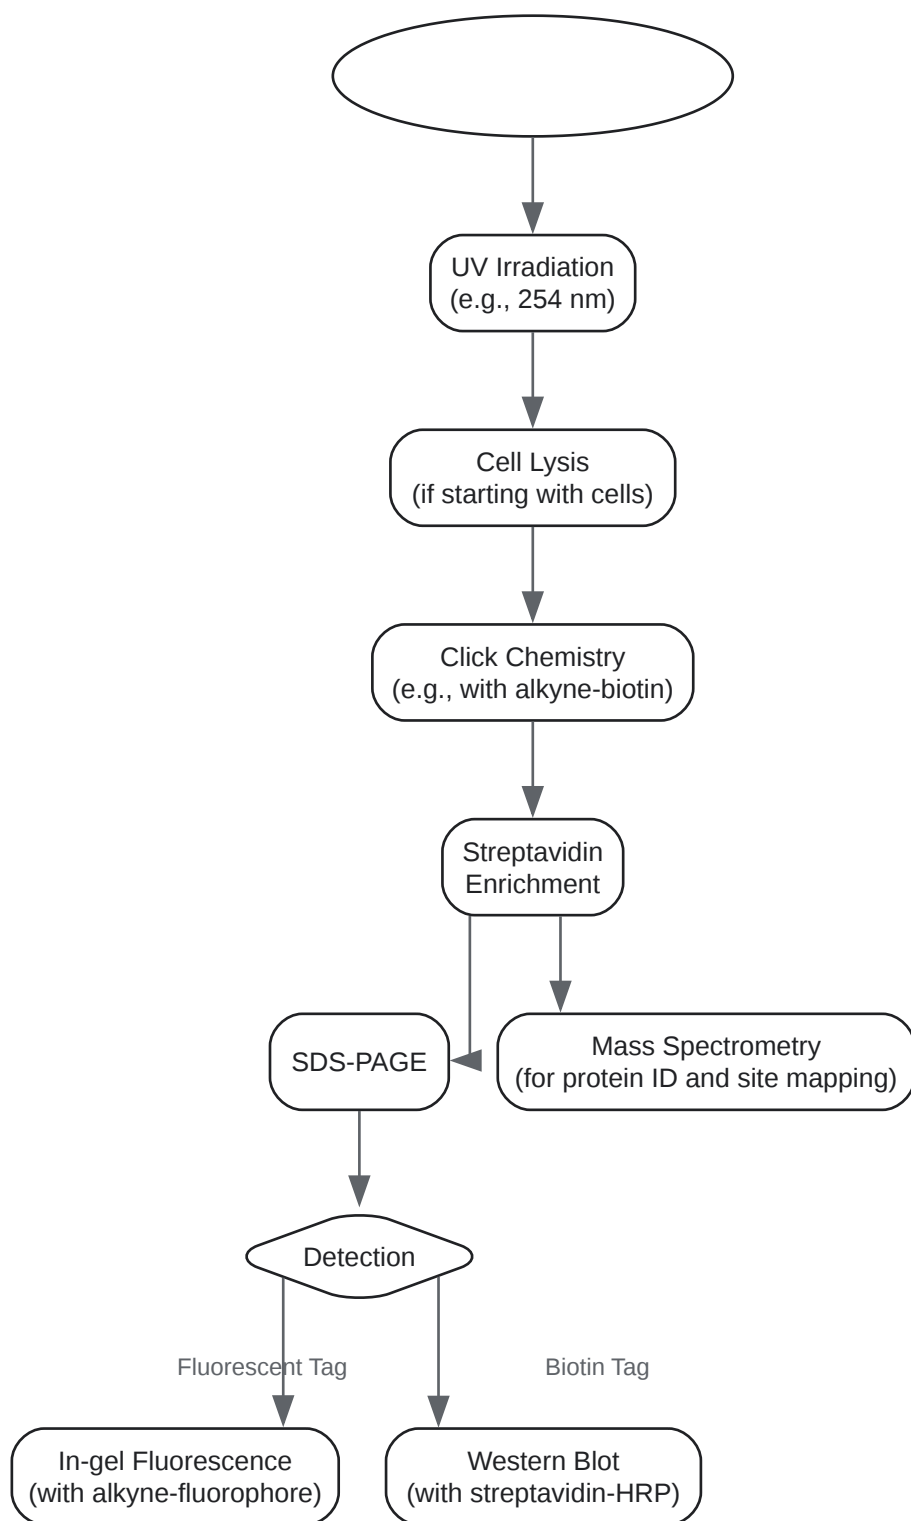 UV Irradiation
(e.g., 254 nm)
Cell Lysis
(if starting with cells)
Click Chemistry
(e.g., with alkyne-biotin)
Streptavidin
Enrichment
SDS-PAGE
Mass Spectrometry
(for protein ID and site mapping)
Detection
Fluorescent Tag
Biotin Tag
In-gel Fluorescence
(with alkyne-fluorophore)
Western Blot
(with streptavidin-HRP)